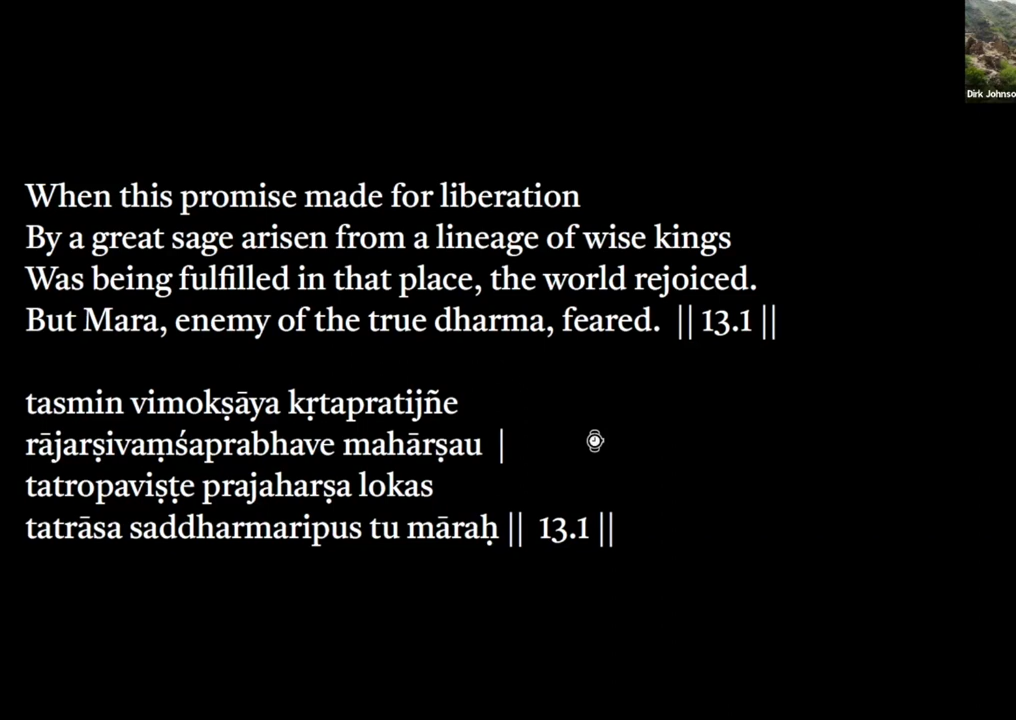 Dirk Johnso
When this promise made for liberation
By a great sage arisen from a lineage of wise kings
Was being fulfilled in that place, the world rejoiced.
But Mara, enemy of the true dharma, feared. || 13.1 ||
tasmin vimokṣāya kṛtapratijñe
rājarṣivaṃśaprabhave mahārṣau |
tatropaviṣṭe prajaharṣa lokas
tatrāsa saddharmaripus tu māraḥ || 13.1 ||